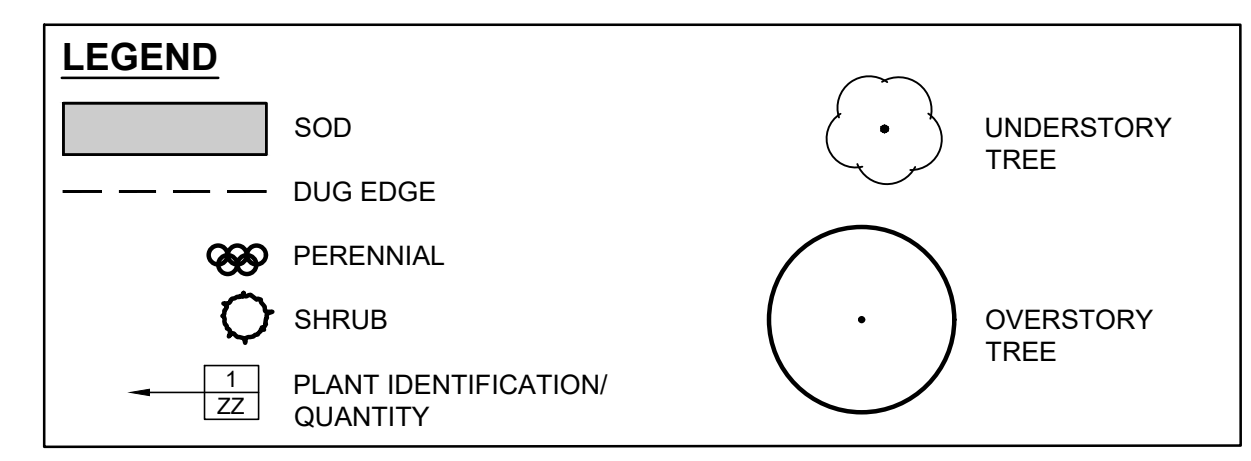 LEGEND
SOD
DUG EDGE
PERENNIAL
SHRUB
1
ZZ
PLANT IDENTIFICATION/
QUANTITY
UNDERSTORY
TREE
OVERSTORY
TREE